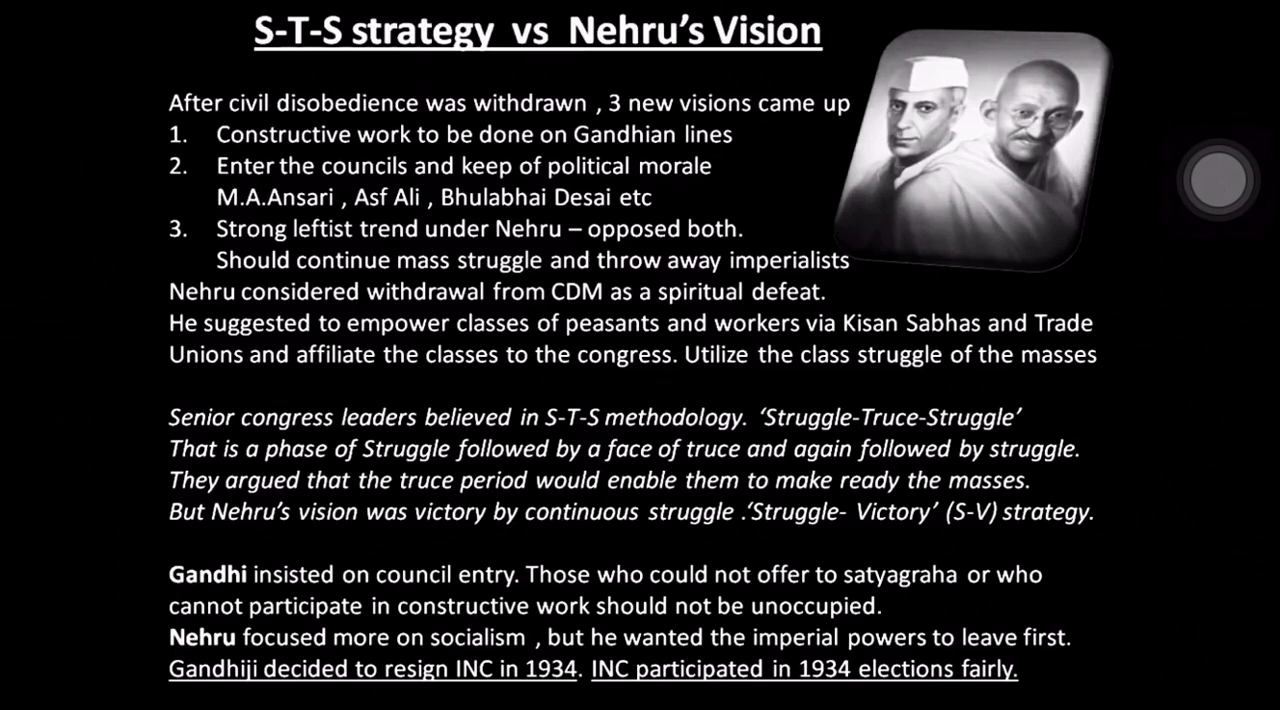 S-T-S strategy vs Nehru's Vision
After civil disobedience was withdrawn , 3 new visions came up
1. Constructive work to be done on Gandhian lines
2. Enter the councils and keep of political morale
M.A.Ansari , Asf Ali , Bhulabhai Desai etc
3. Strong leftist trend under Nehru – opposed both.
Should continue mass struggle and throw away imperialists
Nehru considered withdrawal from CDM as a spiritual defeat.
He suggested to empower classes of peasants and workers via Kisan Sabhas and Trade
Unions and affiliate the classes to the congress. Utilize the class struggle of the masses
Senior congress leaders believed in S-T-S methodology. ‘Struggle-Truce-Struggle’
That is a phase of Struggle followed by a face of truce and again followed by struggle.
They argued that the truce period would enable them to make ready the masses.
But Nehru's vision was victory by continuous struggle .‘Struggle- Victory’ (S-V) strategy.
Gandhi insisted on council entry. Those who could not offer to satyagraha or who
cannot participate in constructive work should not be unoccupied.
Nehru focused more on socialism , but he wanted the imperial powers to leave first.
Gandhiji decided to resign INC in 1934. INC participated in 1934 elections fairly.